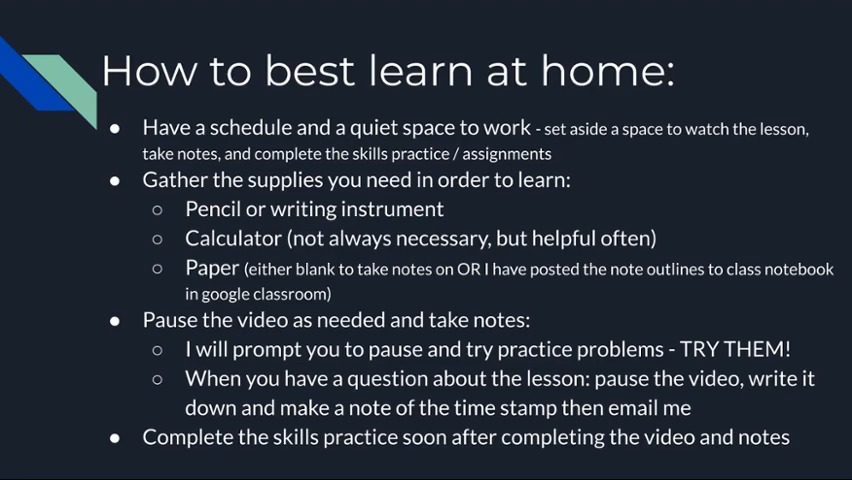 How to best learn at home:
● Have a schedule and a quiet space to work - set aside a space to watch the lesson,
take notes, and complete the skills practice / assignments
● Gather the supplies you need in order to learn:
○ Pencil or writing instrument
○ Calculator (not always necessary, but helpful often)
○ Paper (either blank to take notes on OR I have posted the note outlines to class notebook
in google classroom)
● Pause the video as needed and take notes:
○ I will prompt you to pause and try practice problems - TRY THEM!
○ When you have a question about the lesson: pause the video, write it
down and make a note of the time stamp then email me
● Complete the skills practice soon after completing the video and notes